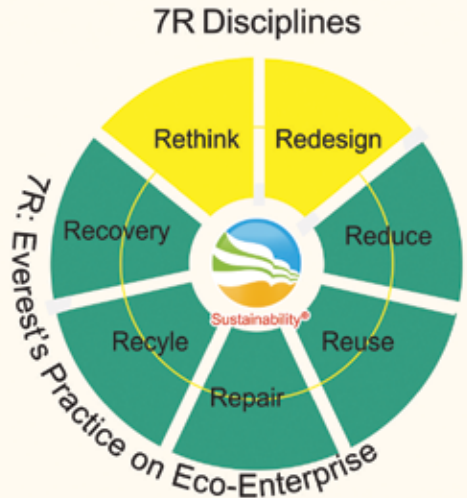 7R Disciplines
Rethink
Redesign
Recovery
Reduce
Sustainability®
Recyle
Reuse
Repair
7R: Everest's Practice on Eco-Enterprise